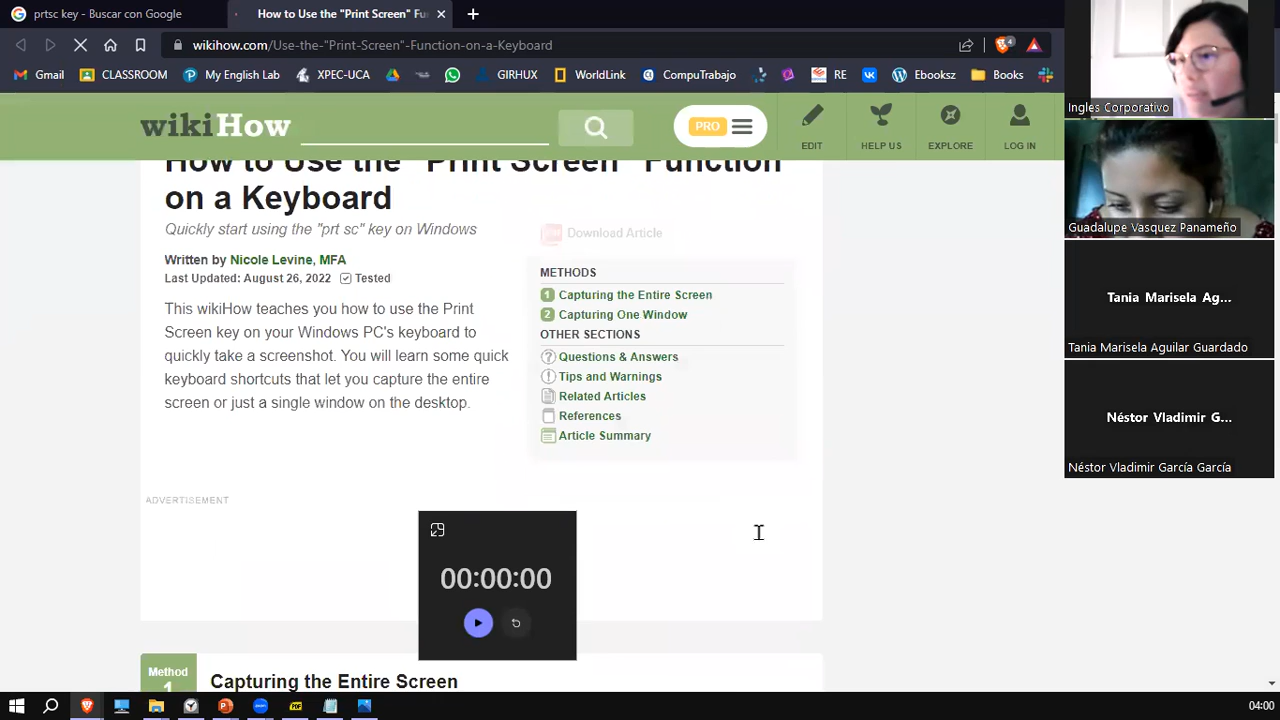 prtsc key - Buscar con Google
How to Use the "Print Screen" Fu
wikihow.com/Use-the-"Print-Screen"-Function-on-a-Keyboard
4
Gmail
CLASSROOM
My English Lab
XPEC-UCA
GIRHUX
WorldLink
CompuTrabajo
RE
Ebooksz
Books
wikiHow
PRO
EDIT
HELP US
EXPLORE
LOG IN
How to Use the "Print Screen" Function
on a Keyboard
Quickly start using the "prt sc" key on Windows
Download Article
Written by Nicole Levine, MFA
Last Updated: August 26, 2022
Tested
This wikiHow teaches you how to use the Print
Screen key on your Windows PC's keyboard to
quickly take a screenshot. You will learn some quick
keyboard shortcuts that let you capture the entire
screen or just a single window on the desktop.
METHODS
1 Capturing the Entire Screen
2 Capturing One Window
OTHER SECTIONS
Questions & Answers
Tips and Warnings
Related Articles
References
Article Summary
ADVERTISEMENT
00:00:00
Method
1
Capturing the Entire Screen
Ingles Corporativo
Guadalupe Vasquez Panameño
Tania Marisela Ag...
Tania Marisela Aguilar Guardado
Néstor Vladimir G...
Néstor Vladimir García García
04:00